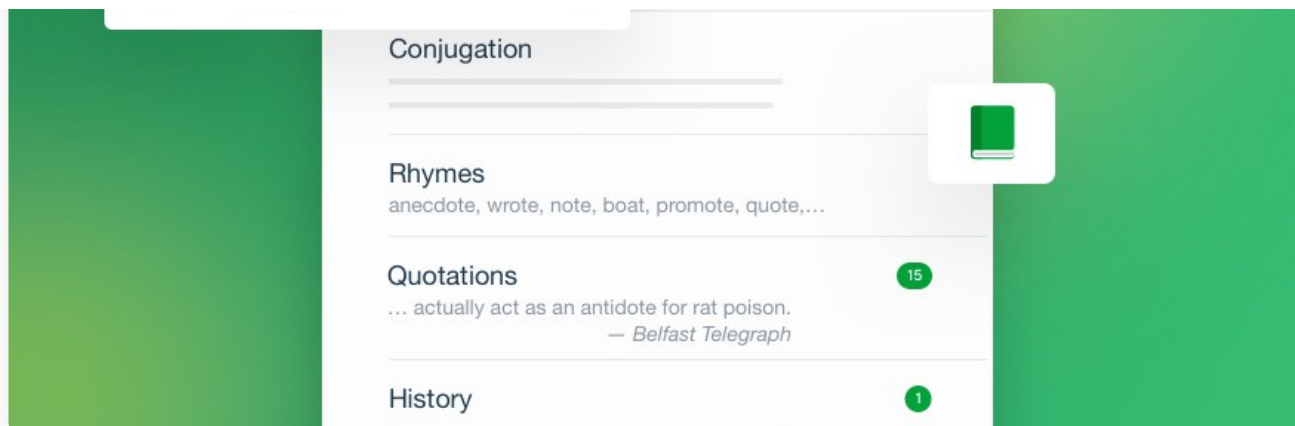 Conjugation
Rhymes
anecdote, wrote, note, boat, promote, quote,…
Quotations 15
… actually act as an antidote for rat poison.
— Belfast Telegraph
History 1